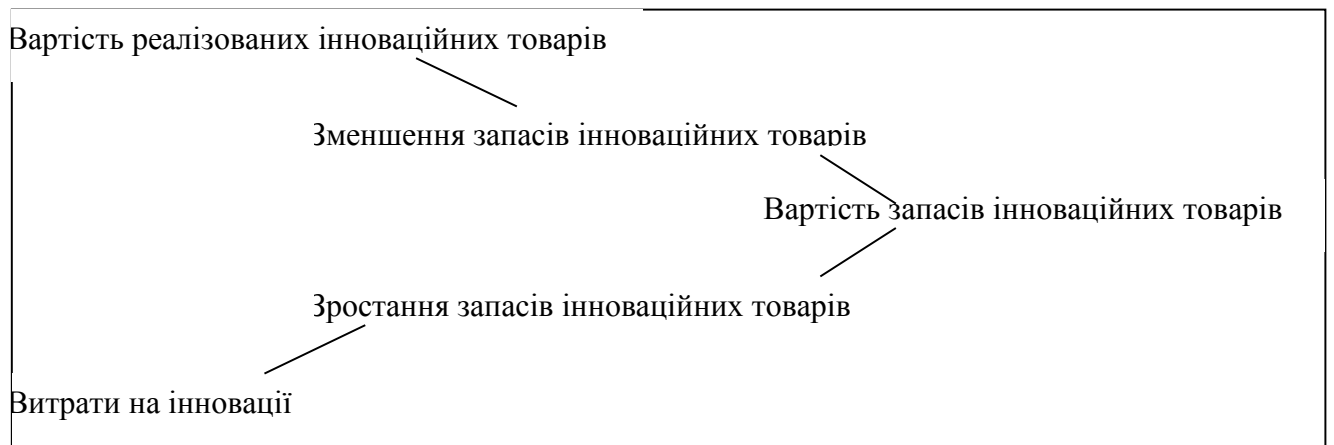 Вартість реалізованих інноваційних товарів
Зменшення запасів інноваційних товарів
Вартість запасів інноваційних товарів
Зростання запасів інноваційних товарів
Витрати на інновації